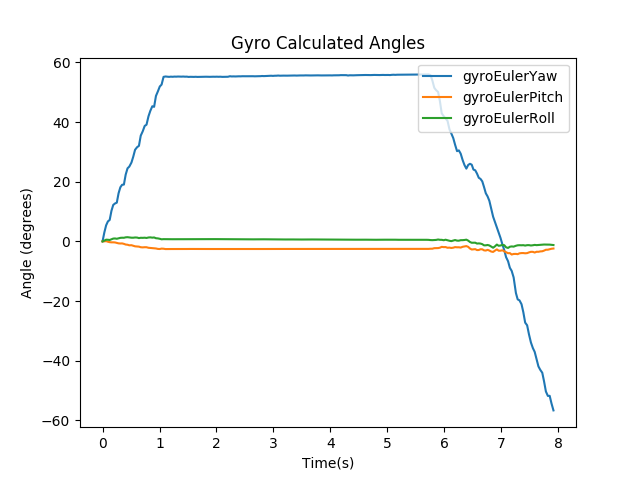 Gyro Calculated Angles
60
40
20
0
−20
−40
−60
Angle (degrees)
gyroEulerYaw
gyroEulerPitch
gyroEulerRoll
0 1 2 3 4 5 6 7 8
Time(s)